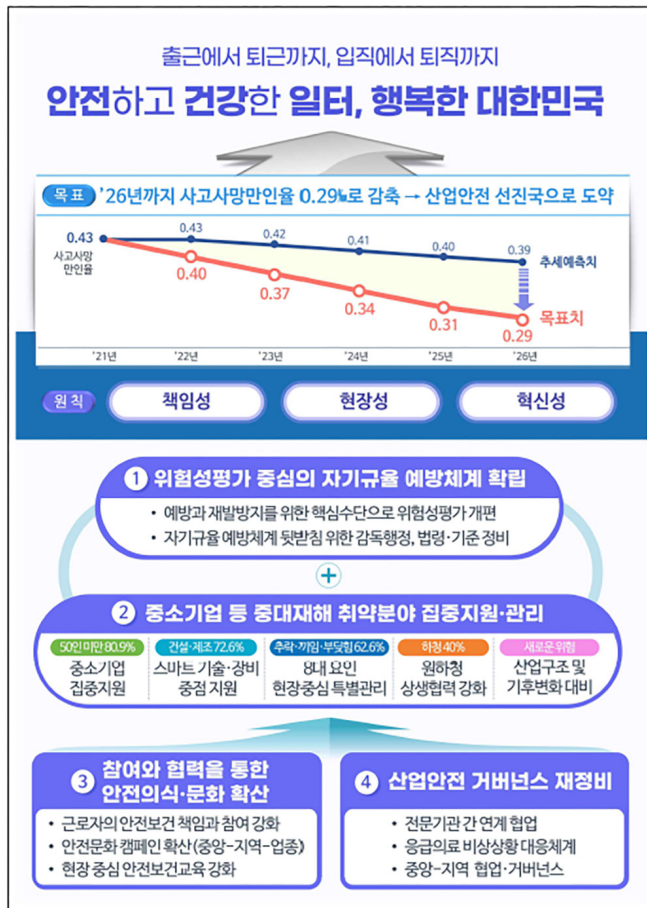 출근에서 퇴근까지, 입직에서 퇴직까지
안전하고 건강한 일터, 행복한 대한민국
목표 '26년까지 사고사망만인율 0.29‱로 감축 → 산업안전 선진국으로 도약
0.43 0.43 0.42 0.41 0.40 0.39 추세예측치
사고사망
만인율
0.40 0.37 0.34 0.31 0.29 목표치
'21년 '22년 '23년 '24년 '25년 '26년
원칙 책임성 현장성 혁신성
1 위험성평가 중심의 자기규율 예방체계 확립
• 예방과 재발방지를 위한 핵심수단으로 위험성평가 개편
• 자기규율 예방체계 뒷받침 위한 감독행정, 법령·기준 정비
+
2 중소기업 등 중대재해 취약분야 집중지원·관리
50인 미만 80.9% 건설·제조 72.6% 추락·끼임·부딪힘 62.6% 하청 40% 새로운 위험
중소기업 스마트 기술·장비 8대 요인 원하청 산업구조 및
집중지원 중점 지원 현장중심 특별관리 상생협력 강화 기후변화 대비
3 참여와 협력을 통한
안전의식·문화 확산
• 근로자의 안전보건 책임과 참여 강화
• 안전문화 캠페인 확산(중앙-지역-업종)
• 현장 중심 안전보건교육 강화
4 산업안전 거버넌스 재정비
• 전문기관 간 연계 협업
• 응급의료 비상상황 대응체계
• 중앙-지역 협업·거버넌스